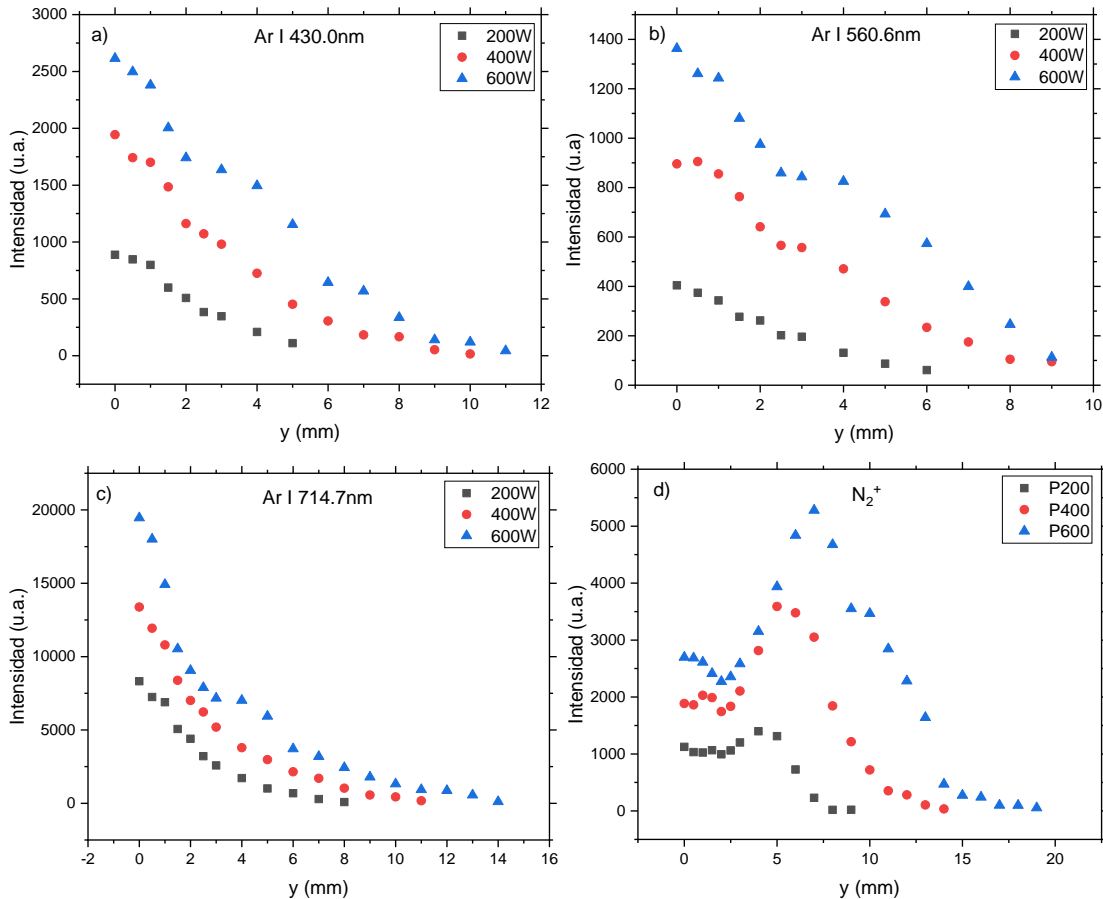 a)
Ar I 430.0nm
200W
400W
600W
Intensidad (u.a.)
3000
2500
2000
1500
1000
500
0
0 2 4 6 8 10 12
y (mm)
b)
Ar I 560.6nm
200W
400W
600W
Intensidad (u.a)
1400
1200
1000
800
600
400
200
0
0 2 4 6 8 10
y (mm)
c)
Ar I 714.7nm
200W
400W
600W
Intensidad (u.a.)
20000
15000
10000
5000
0
-2 0 2 4 6 8 10 12 14 16
y (mm)
d)
N₂⁺
P200
P400
P600
Intensidad (u.a.)
6000
5000
4000
3000
2000
1000
0
0 5 10 15 20
y (mm)